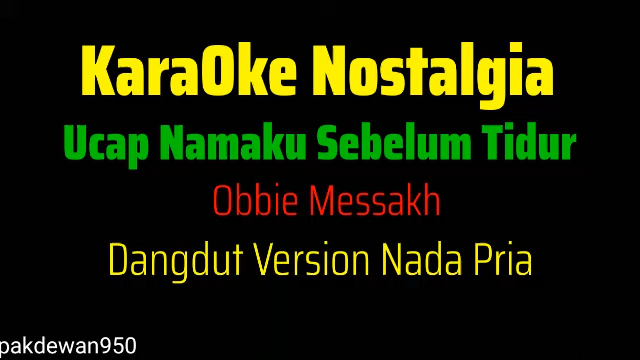 KaraOke Nostalgia
Ucap Namaku Sebelum Tidur
Obbie Messakh
Dangdut Version Nada Pria
pakdewan950